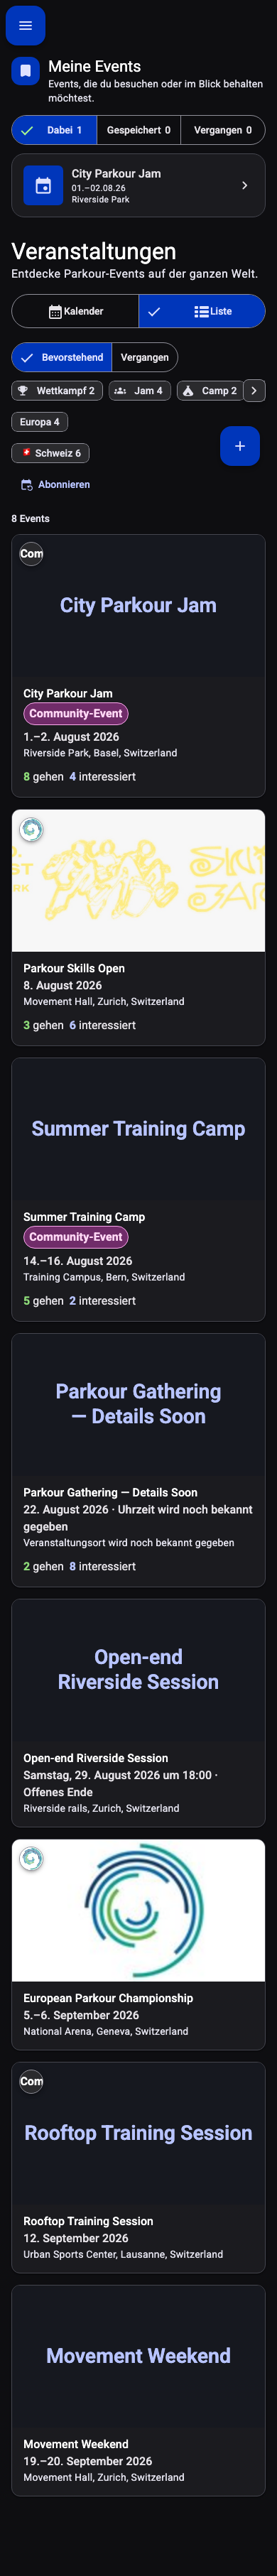 Meine Events
Events, die du besuchen oder im Blick behalten
möchtest.
Dabei 1
Gespeichert 0
Vergangen 0
City Parkour Jam
01.–02.08.26
Riverside Park
Veranstaltungen
Entdecke Parkour-Events auf der ganzen Welt.
Kalender
Liste
Bevorstehend
Vergangen
Wettkampf 2
Jam 4
Camp 2
Europa 4
Schweiz 6
Abonnieren
8 Events
Com
City Parkour Jam
City Parkour Jam
Community-Event
1.–2. August 2026
Riverside Park, Basel, Switzerland
8 gehen 4 interessiert
Parkour Skills Open
8. August 2026
Movement Hall, Zurich, Switzerland
3 gehen 6 interessiert
Summer Training Camp
Summer Training Camp
Community-Event
14.–16. August 2026
Training Campus, Bern, Switzerland
5 gehen 2 interessiert
Parkour Gathering
— Details Soon
Parkour Gathering — Details Soon
22. August 2026 · Uhrzeit wird noch bekannt
gegeben
Veranstaltungsort wird noch bekannt gegeben
2 gehen 8 interessiert
Open-end
Riverside Session
Open-end Riverside Session
Samstag, 29. August 2026 um 18:00 ·
Offenes Ende
Riverside rails, Zurich, Switzerland
European Parkour Championship
5.–6. September 2026
National Arena, Geneva, Switzerland
Com
Rooftop Training Session
Rooftop Training Session
12. September 2026
Urban Sports Center, Lausanne, Switzerland
Movement Weekend
Movement Weekend
19.–20. September 2026
Movement Hall, Zurich, Switzerland